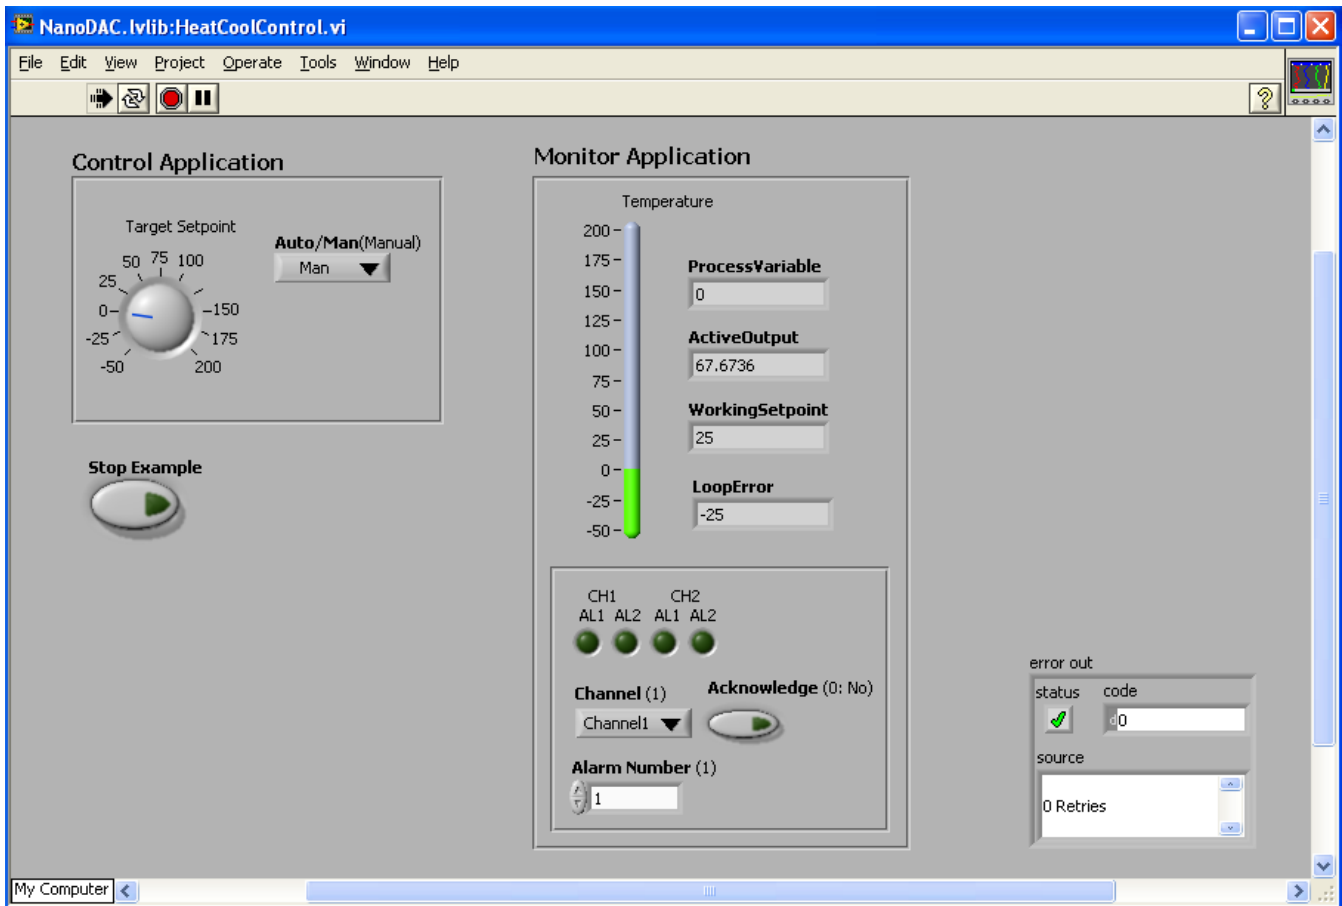 NanoDAC.lvlib:HeatCoolControl.vi
File Edit View Project Operate Tools Window Help
?
Control Application
Target Setpoint
Auto/Man(Manual)
Man
-50
-25
0
25
50
75
100
150
175
200
Stop Example
Monitor Application
Temperature
200
175
150
125
100
75
50
25
0
-25
-50
ProcessVariable
0
ActiveOutput
67.6736
WorkingSetpoint
25
LoopError
-25
CH1 CH2
AL1 AL2 AL1 AL2
Channel (1)
Channel1
Acknowledge (0: No)
Alarm Number (1)
1
error out
status code
d0
source
0 Retries
My Computer